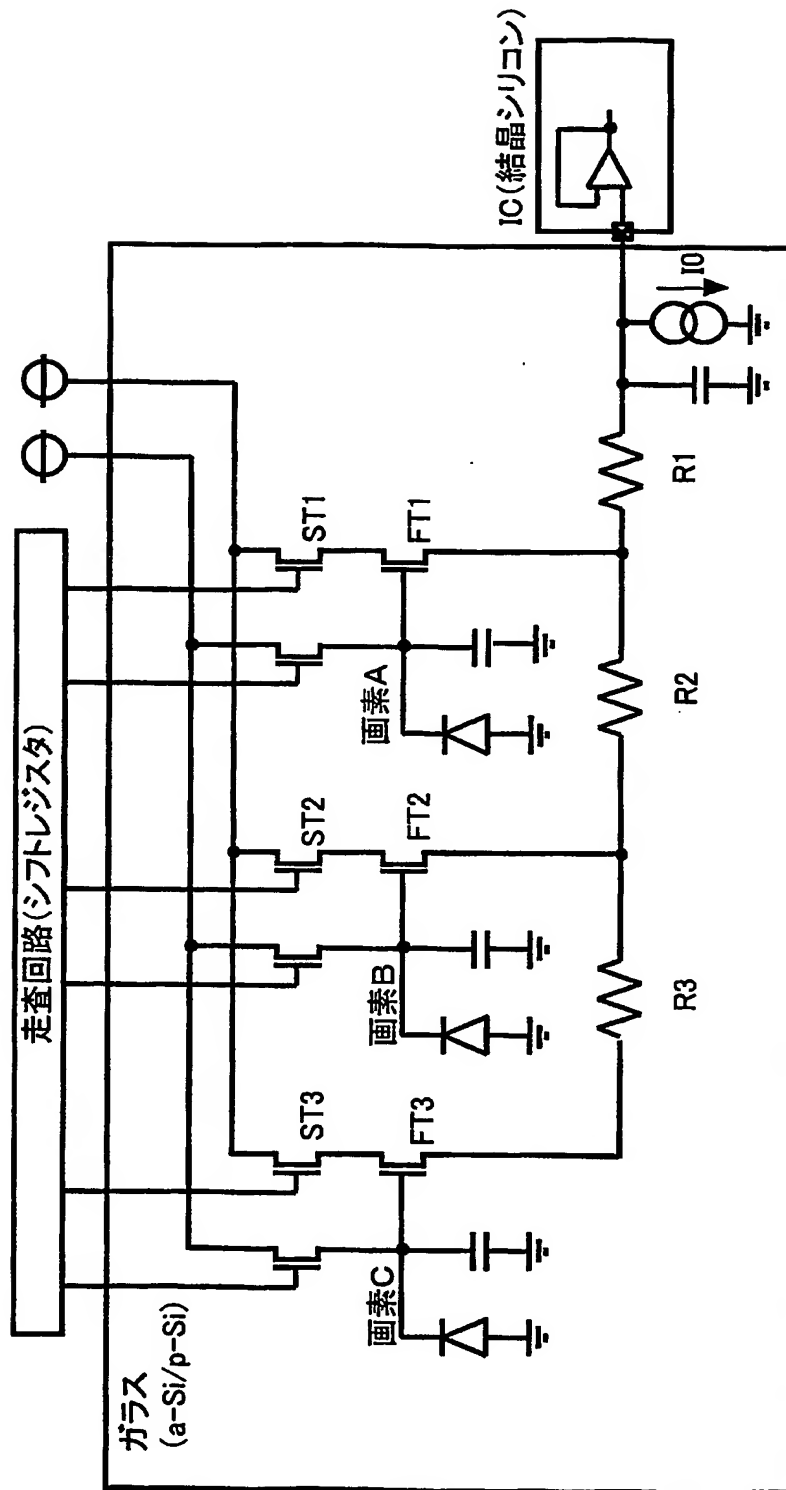 走査回路(シフトレジスタ)
ガラス
(a-Si/p-Si)
画素C
ST3
FT3
画素B
ST2
FT2
画素A
ST1
FT1
R3
R2
R1
I0
IC(結晶シリコン)